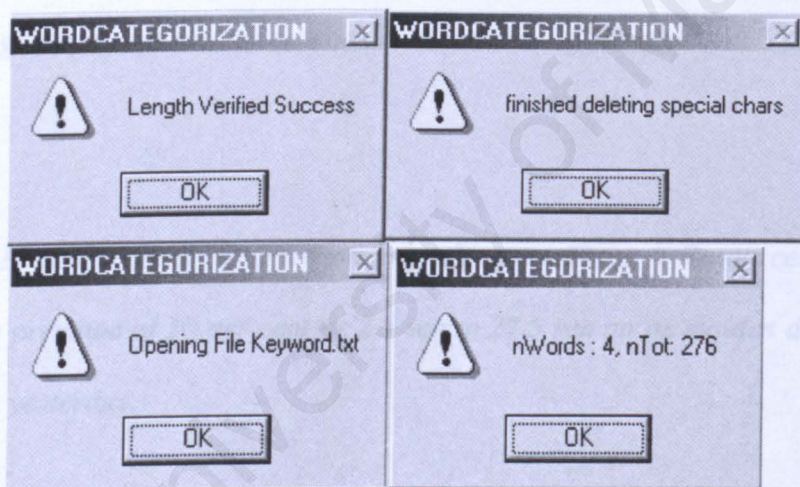 WORDCATEGORIZATION
Length Verified Success
OK
WORDCATEGORIZATION
finished deleting special chars
OK
WORDCATEGORIZATION
Opening File Keyword.txt
OK
WORDCATEGORIZATION
nWords : 4, nTot: 276
OK